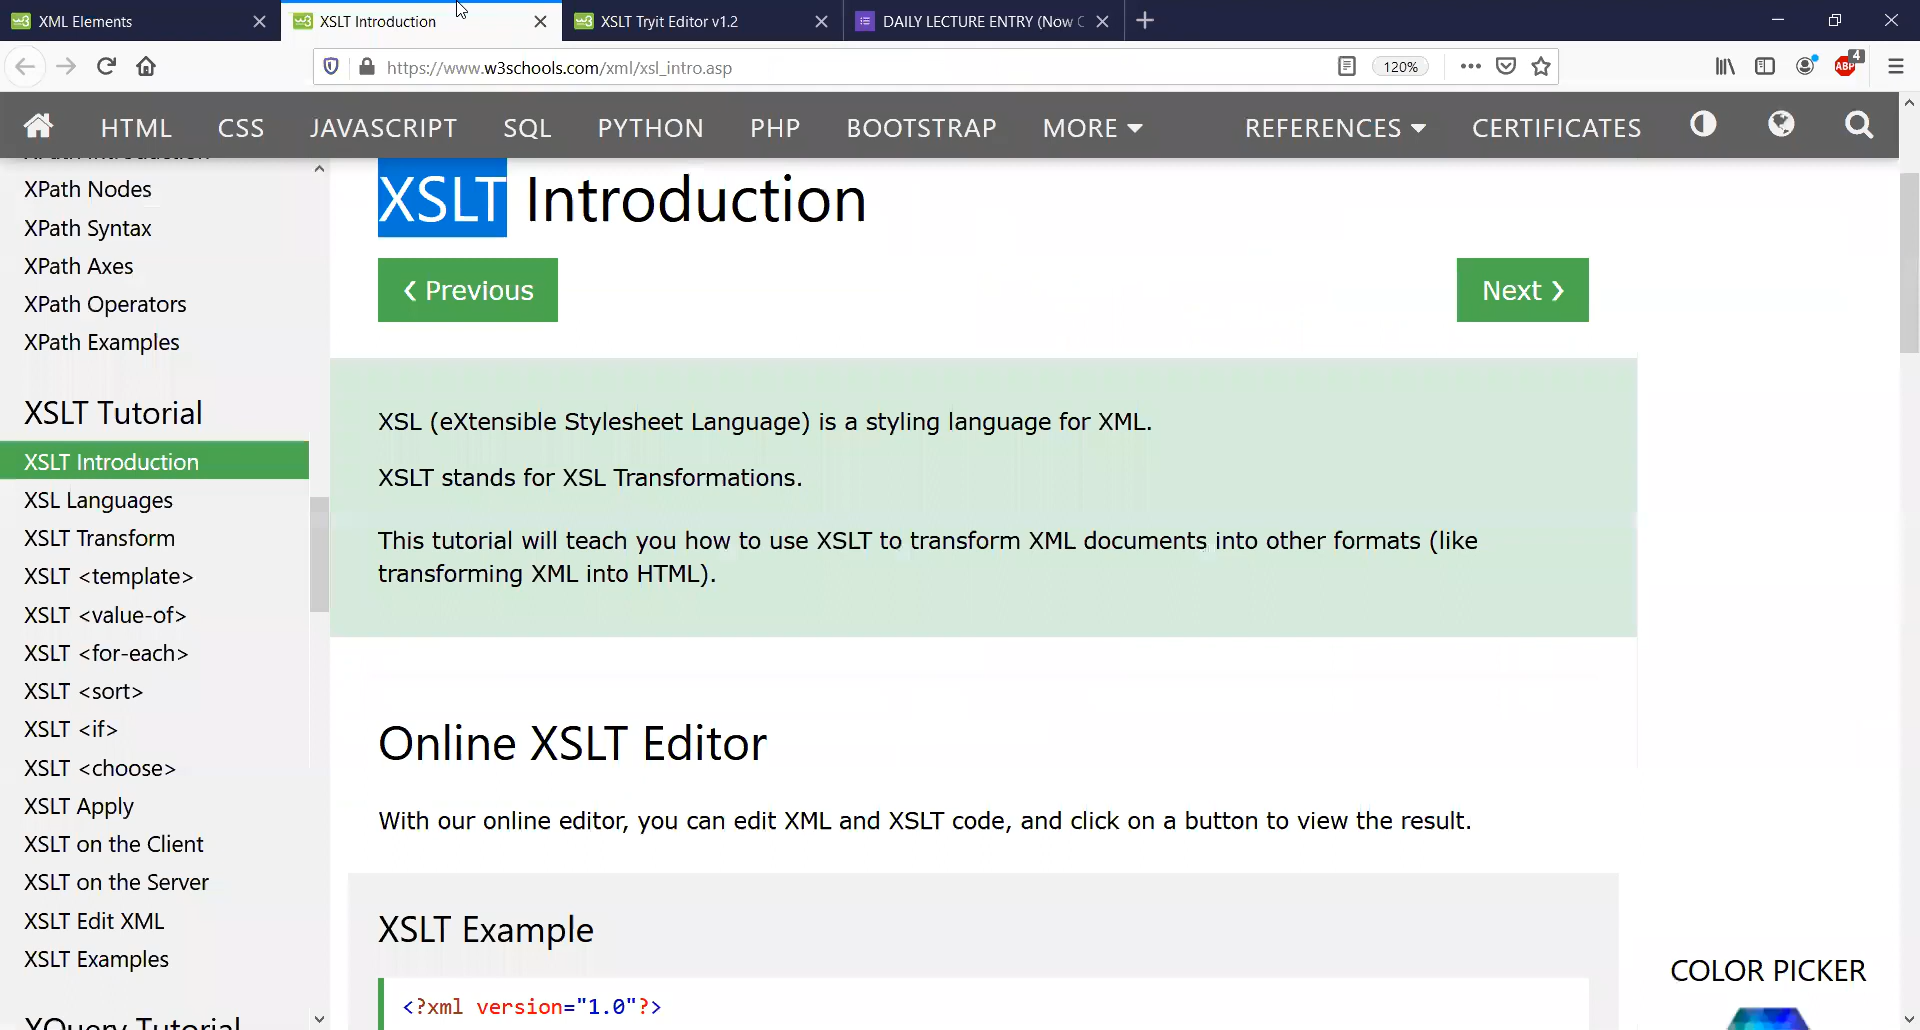 XML Elements
XSLT Introduction
XSLT Tryit Editor v1.2
DAILY LECTURE ENTRY (Now
https://www.w3schools.com/xml/xsl_intro.asp
120%
ABP
4
HTML
CSS
JAVASCRIPT
SQL
PYTHON
PHP
BOOTSTRAP
MORE
REFERENCES
CERTIFICATES
XPath Nodes
XPath Syntax
XPath Axes
XPath Operators
XPath Examples
XSLT Tutorial
XSLT Introduction
XSL Languages
XSLT Transform
XSLT <template>
XSLT <value-of>
XSLT <for-each>
XSLT <sort>
XSLT <if>
XSLT <choose>
XSLT Apply
XSLT on the Client
XSLT on the Server
XSLT Edit XML
XSLT Examples
XQuery Tutorial
XSLT Introduction
❮ Previous
Next ❯
XSL (eXtensible Stylesheet Language) is a styling language for XML.
XSLT stands for XSL Transformations.
This tutorial will teach you how to use XSLT to transform XML documents into other formats (like
transforming XML into HTML).
Online XSLT Editor
With our online editor, you can edit XML and XSLT code, and click on a button to view the result.
XSLT Example
<?xml version="1.0"?>
COLOR PICKER